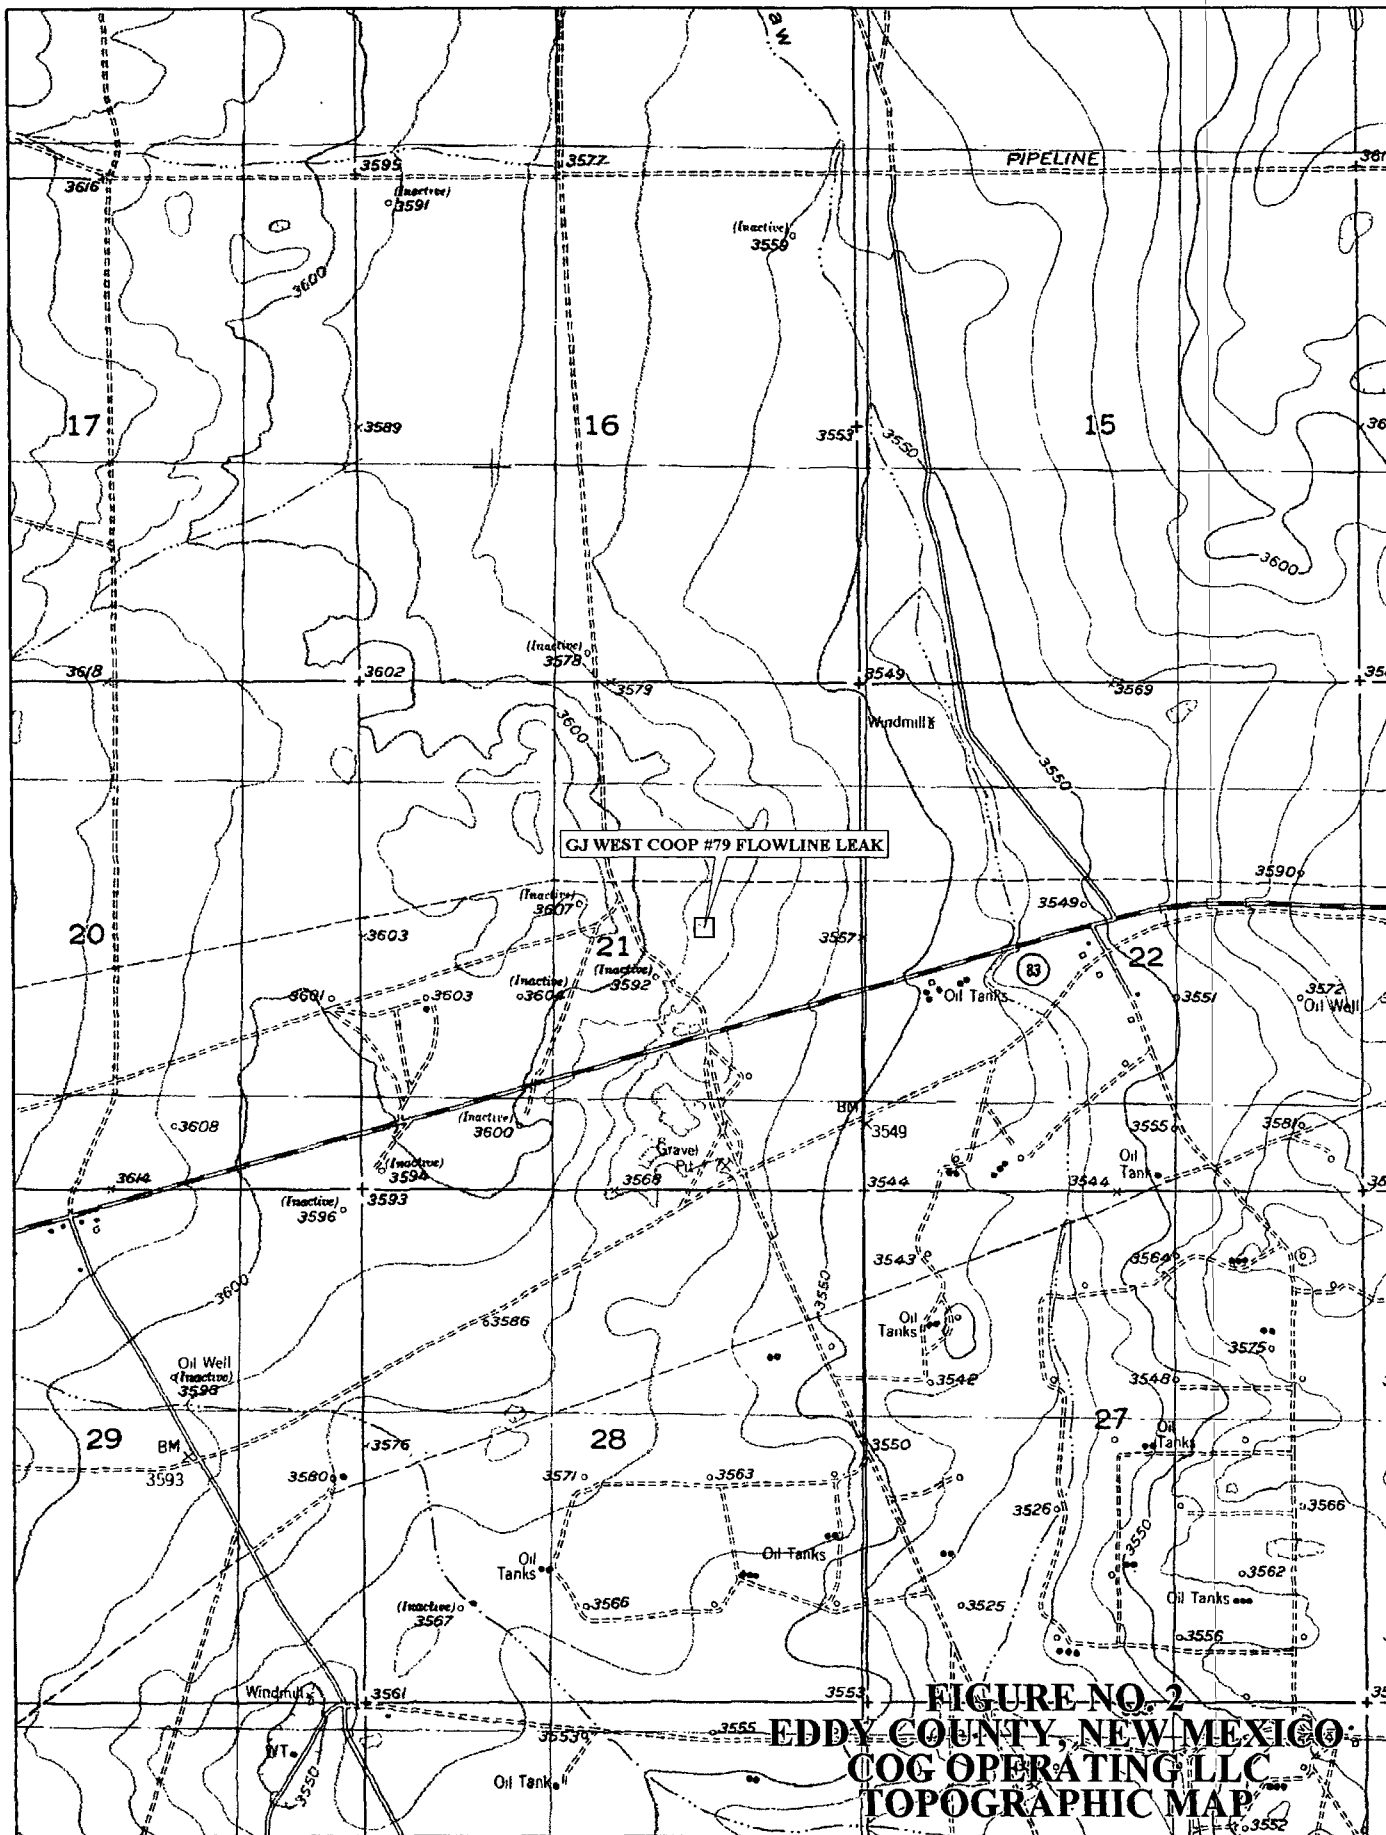 aw
3595
3577
PIPELINE
3616
(Inactive)
3591
(Inactive)
3559
3600
17
3589
16
3553
3550
15
3600
(Inactive)
3578
3618
3602
3579
3549
3569
3600
Windmill
3550
GJ WEST COOP #79 FLOWLINE LEAK
3590
(Inactive)
3607
3549
20
3603
21
3557
22
(Inactive)
3592
83
(Inactive)
3604
3601
3603
Oil Tanks
3551
3572
Oil Well
BM
3549
3608
(Inactive)
3600
3555
3581
Gravel
Pit
Oil
Tank
(Inactive)
3594
3614
3593
3568
3544
3544
(Inactive)
3596
3543
3564
3600
3550
3586
Oil
Tanks
3575
Oil Well
(Inactive)
3593
3542
3548
29
BM
3593
3576
28
3550
27
Oil
Tanks
3580
3571
3563
3526
3566
3550
Oil
Tanks
Oil Tanks
3562
(Inactive)
3567
3566
3525
Oil Tanks
3556
Windmill
3561
3553
3553
3555
WT
3550
Oil Tank
FIGURE NO. 2
EDDY COUNTY, NEW MEXICO
COG OPERATING LLC
TOPOGRAPHIC MAP
3552